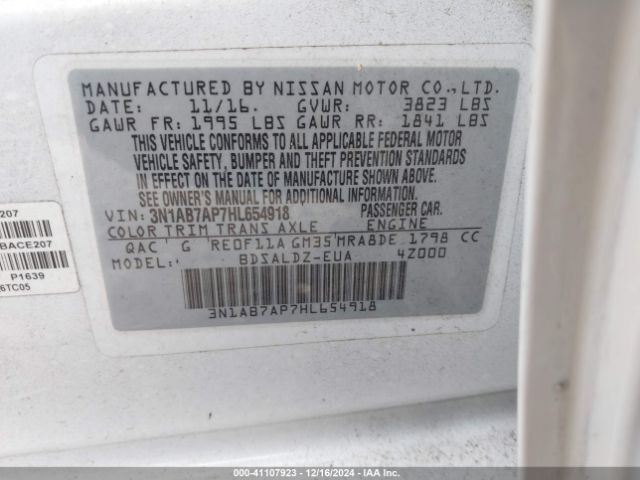 MANUFACTURED BY NISSAN MOTOR CO.,LTD.
DATE: 11/16. GVWR: 3823 LBS
GAWR FR: 1995 LBS GAWR RR: 1841 LBS
THIS VEHICLE CONFORMS TO ALL APPLICABLE FEDERAL MOTOR
VEHICLE SAFETY, BUMPER AND THEFT PREVENTION STANDARDS
IN EFFECT ON THE DATE OF MANUFACTURE SHOWN ABOVE.
SEE OWNER'S MANUAL FOR ADDITIONAL INFORMATION.
VIN: 3N1AB7AP7HL654918 PASSENGER CAR.
COLOR TRIM TRANS AXLE ENGINE
QAC G RE0F11A GM35 MRA8DE 1798 CC
MODEL: BDSALDZ-EUA 4Z000
3N1AB7AP7HL654918
207
BACE207
P1639
6TC05
000-41107923 - 12/16/2024 - IAA Inc.